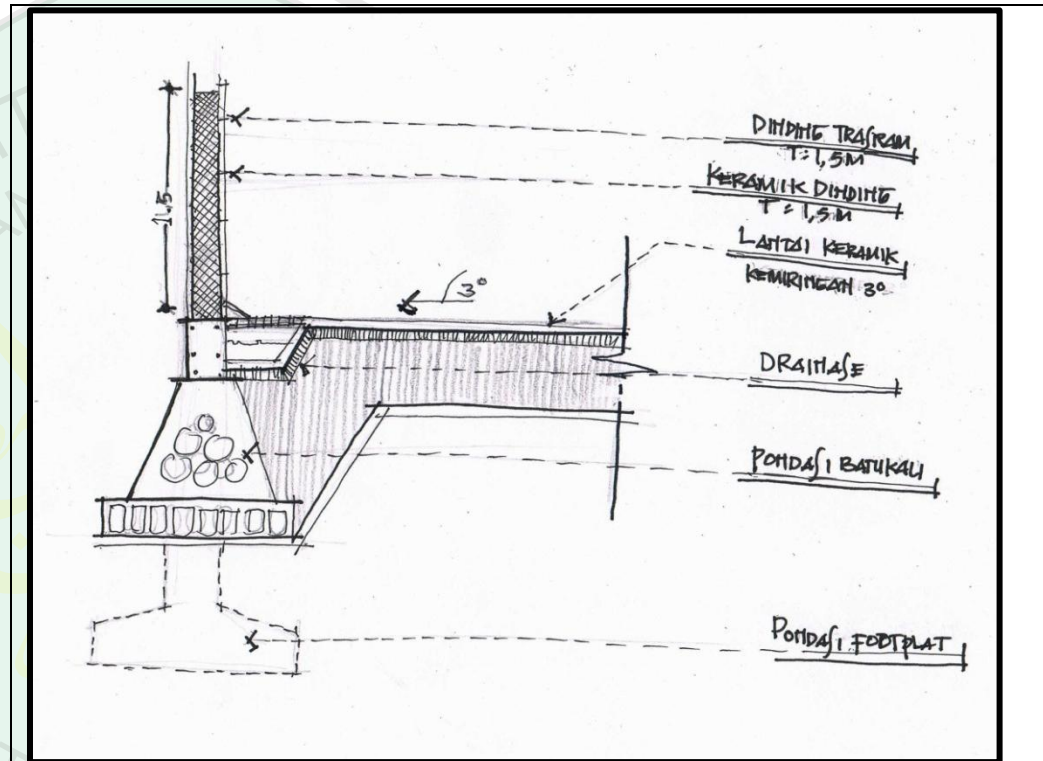 DINDING TRASRAM
T= 1,5M
KERAMIK DINDING
T = 1,5M
LANTAI KERAMIK
KEMIRINGAN 3°
1,5
3°
DRAINASE
PONDASI BATUKALI
PONDASI FOOTPLAT